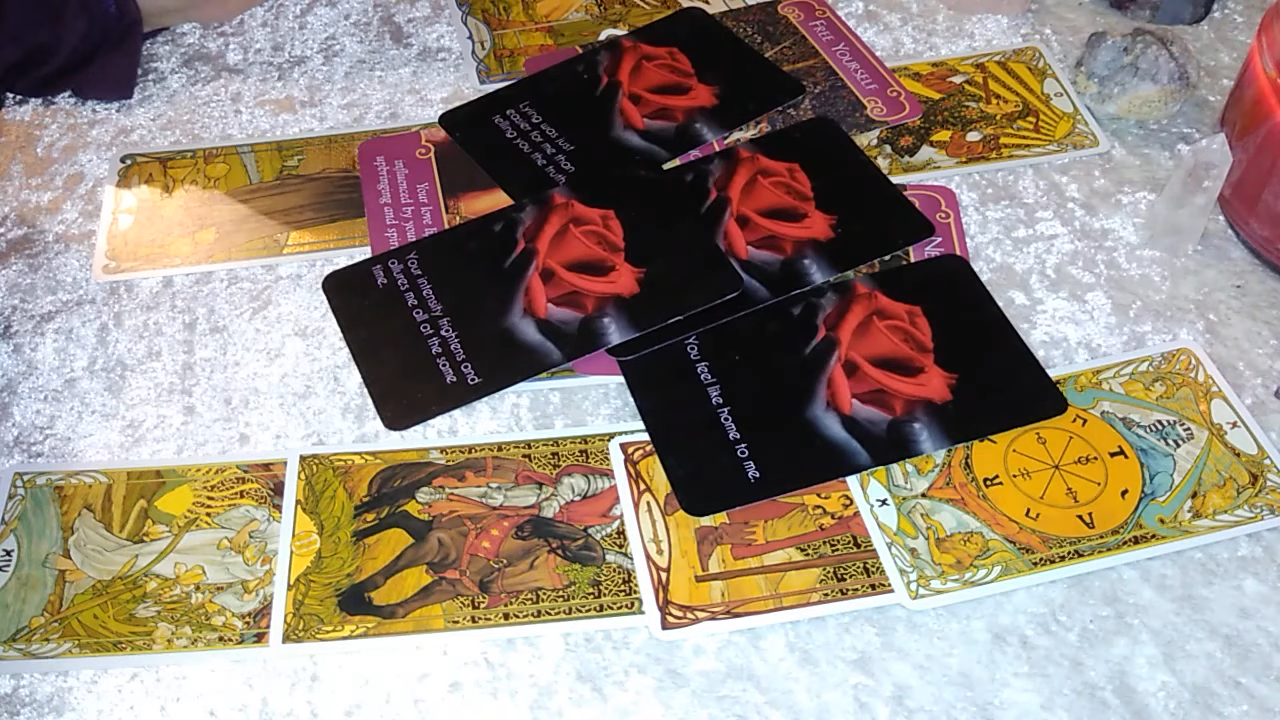 FREE YOURSELF
Lying was just
easier for me than
telling you the truth
Your love
influenced by your
upbringing and
Your intensity frightens and
allures me all at the same
time.
You feel like home to me.
XIV
X
X